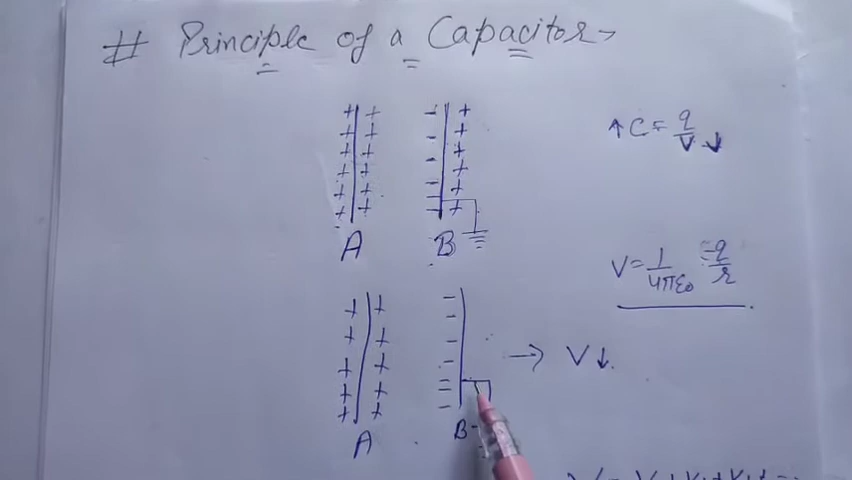 # Principle of a Capacitor →
+ + - +
+ + - +
+ + - +
+ + - +
+ + - +
+ + - +
A B
↑ C = q/V ↓
V = 1/4πε₀ -q/r
+ + -
+ + -
+ + -
+ + -
+ + -
-
→ V ↓.
A B